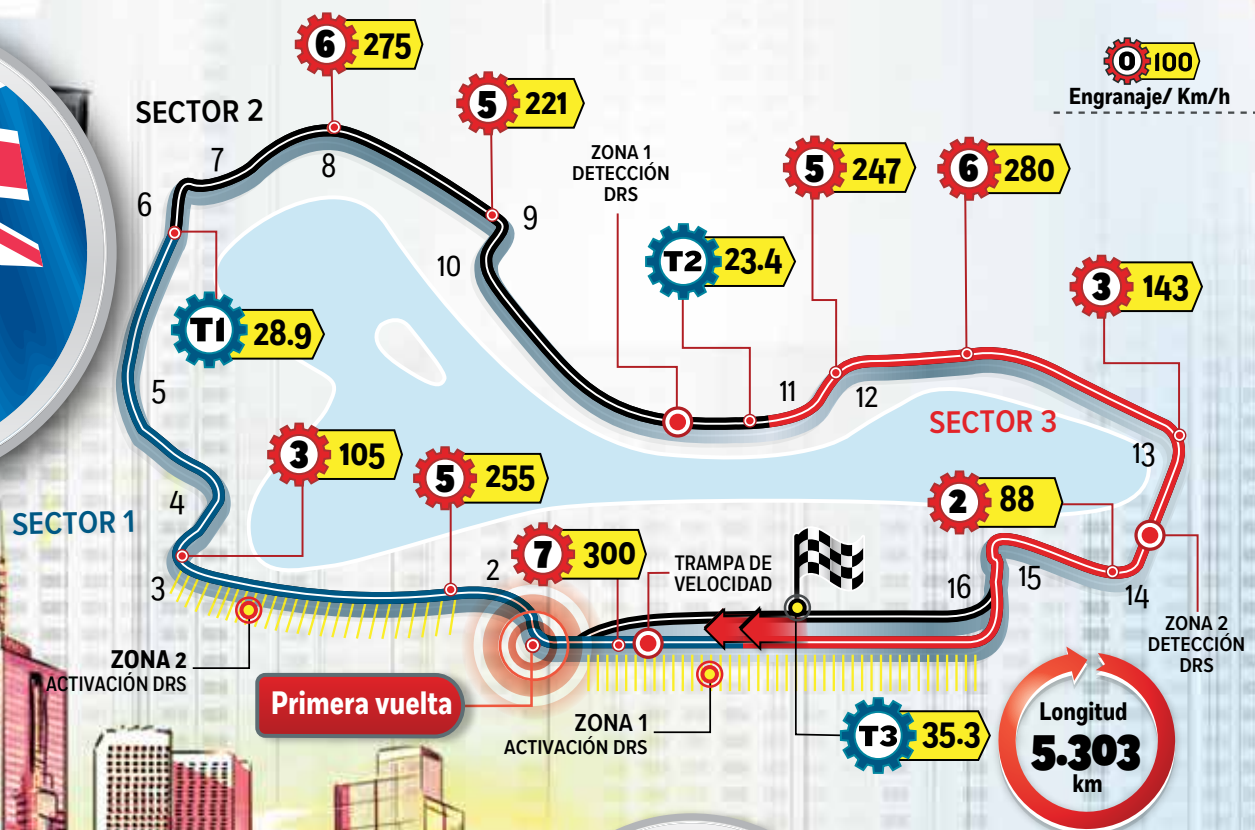 6 275
SECTOR 2
5 221
0 100
Engranaje/ Km/h
7
8
6
9
10
ZONA 1
DETECCIÓN
DRS
5 247
6 280
T2 23.4
3 143
T1 28.9
5
11
12
SECTOR 3
13
4
3 105
5 255
2 88
SECTOR 1
3
2
7 300
TRAMPA DE
VELOCIDAD
16
15
14
ZONA 2
ACTIVACIÓN DRS
ZONA 2
DETECCIÓN
DRS
Primera vuelta
ZONA 1
ACTIVACIÓN DRS
T3 35.3
Longitud
5.303
km